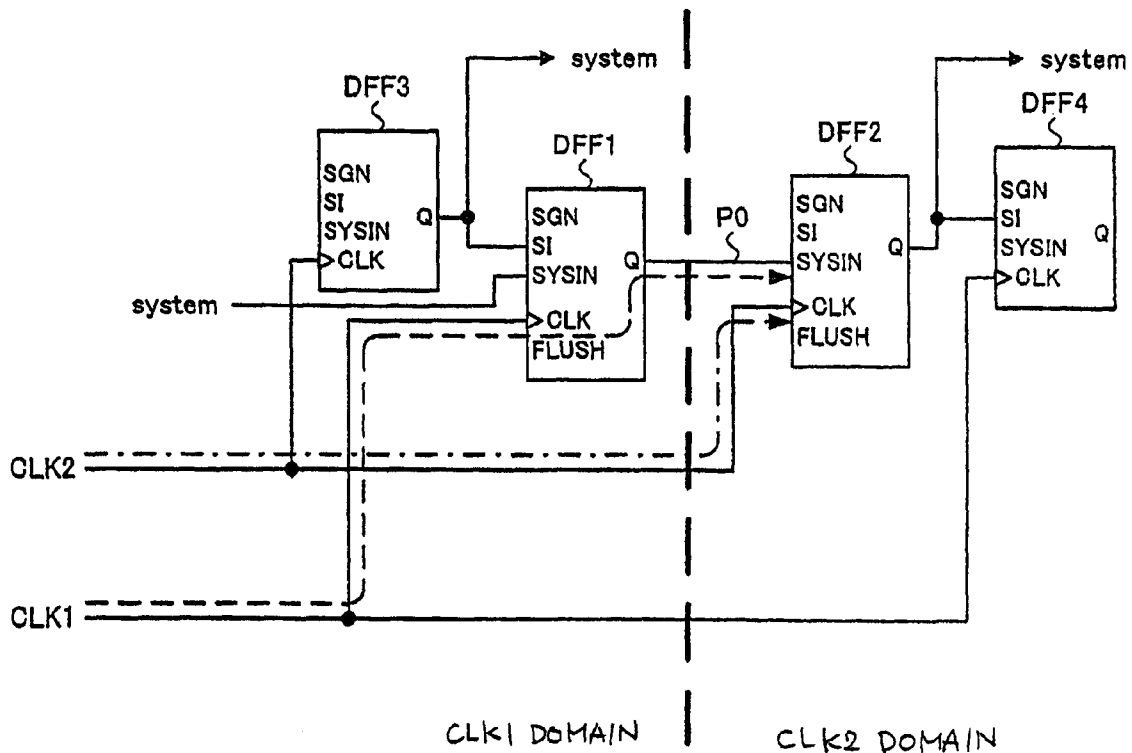 system
DFF3
SGN
SI
SYSIN
CLK
Q
system
DFF1
SGN
SI
SYSIN
CLK
FLUSH
Q
P0
DFF2
SGN
SI
SYSIN
CLK
FLUSH
Q
system
DFF4
SGN
SI
SYSIN
CLK
Q
CLK2
CLK1
CLK1 DOMAIN
CLK2 DOMAIN